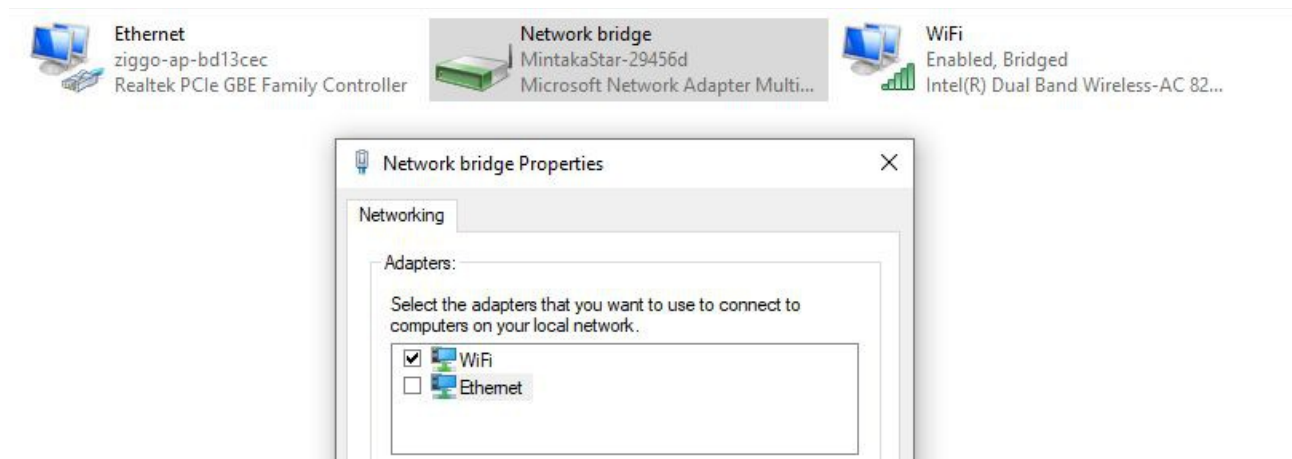 Ethernet
ziggo-ap-bd13cec
Realtek PCIe GBE Family Controller
Network bridge
MintakaStar-29456d
Microsoft Network Adapter Multi...
WiFi
Enabled, Bridged
Intel(R) Dual Band Wireless-AC 82...
Network bridge Properties
Networking
Adapters:
Select the adapters that you want to use to connect to
computers on your local network.
WiFi
Ethernet